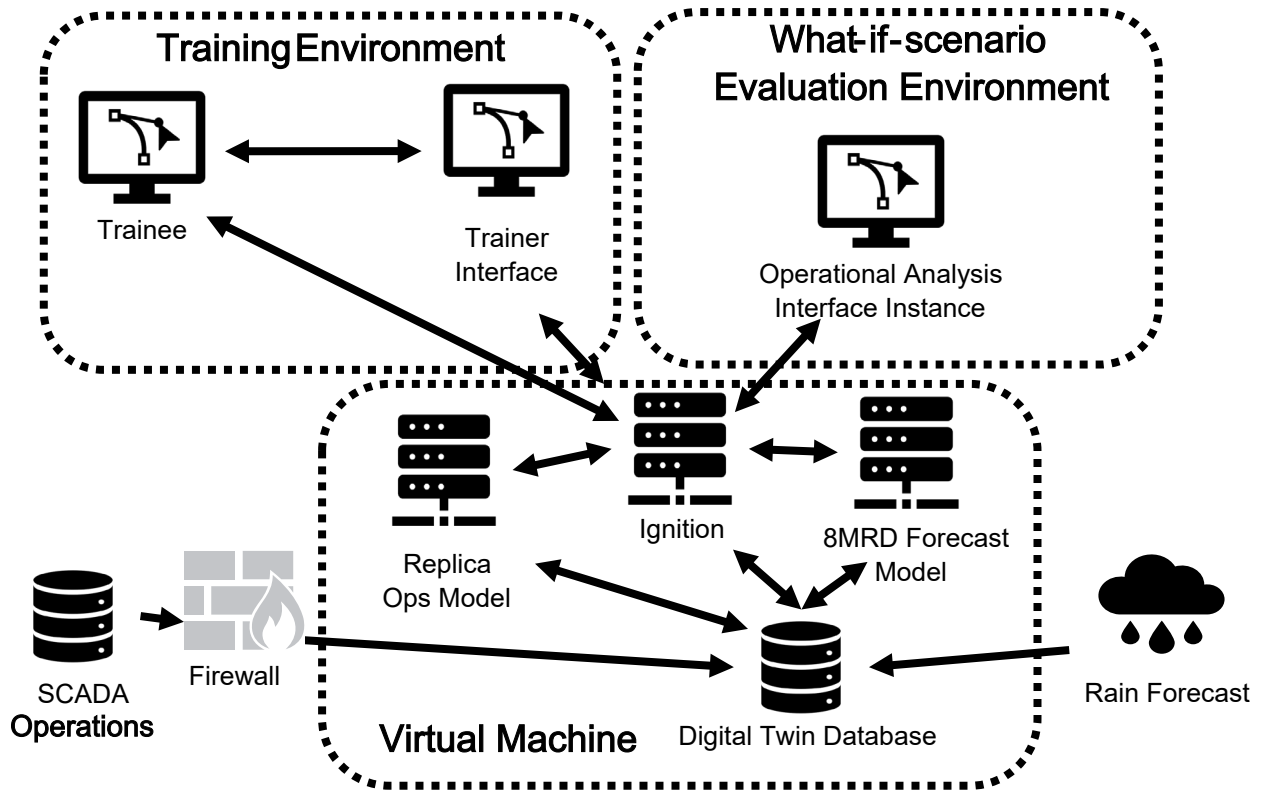 Training Environment
What-if-scenario
Evaluation Environment
Trainee
Trainer
Interface
Operational Analysis
Interface Instance
Ignition
8MRD Forecast
Model
Replica
Ops Model
Firewall
SCADA
Operations
Rain Forecast
Virtual Machine
Digital Twin Database